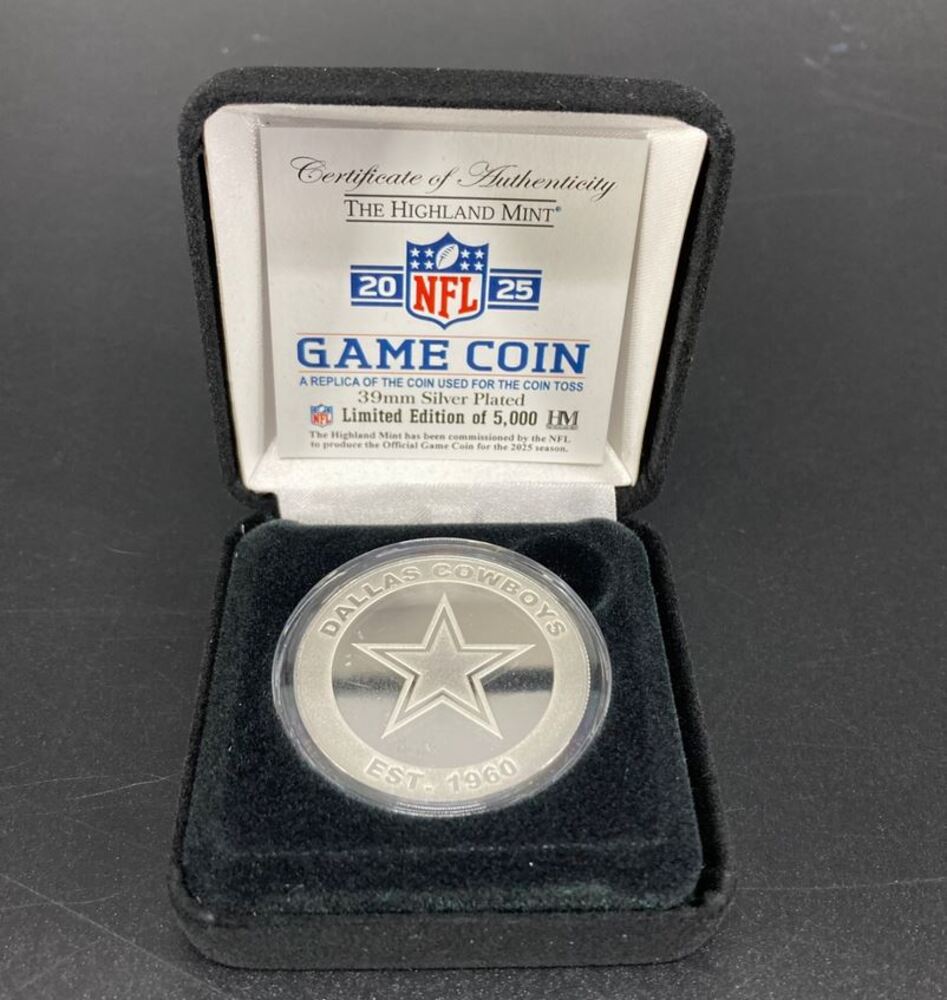 Certificate of Authenticity
THE HIGHLAND MINT®
20 NFL 25
GAME COIN
A REPLICA OF THE COIN USED FOR THE COIN TOSS
39mm Silver Plated
NFL Limited Edition of 5,000 HM
The Highland Mint has been commissioned by the NFL
to produce the Official Game Coin for the 2025 season.
DALLAS COWBOYS
EST. 1960